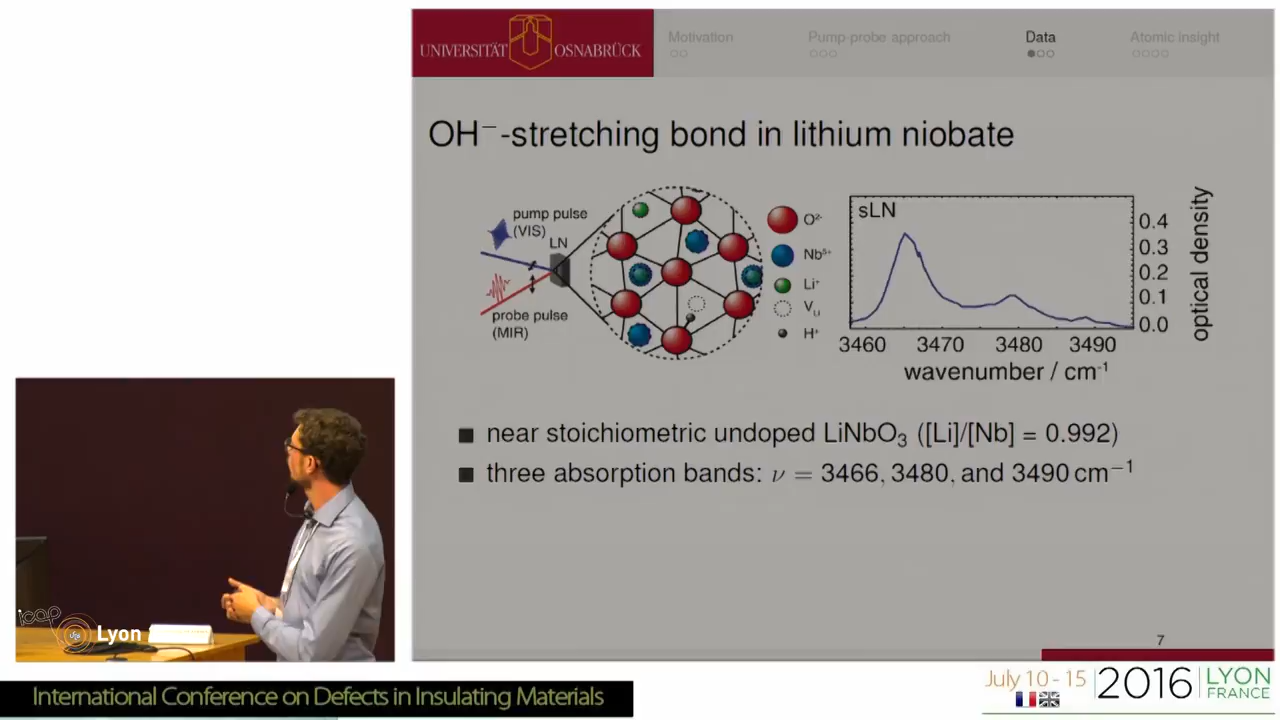 UNIVERSITÄT OSNABRÜCK
Motivation
Pump-probe approach
Data
Atomic insight
OH⁻-stretching bond in lithium niobate
pump pulse
(VIS)
LN
probe pulse
(MIR)
O²⁻
Nb⁵⁺
Li⁺
V_Li
H⁺
sLN
0.4
0.3
0.2
0.1
0.0
optical density
3460 3470 3480 3490
wavenumber / cm⁻¹
near stoichiometric undoped LiNbO₃ ([Li]/[Nb] = 0.992)
three absorption bands: ν = 3466, 3480, and 3490 cm⁻¹
7
icap
Lyon
International Conference on Defects in Insulating Materials
July 10 - 15
2016
LYON
FRANCE